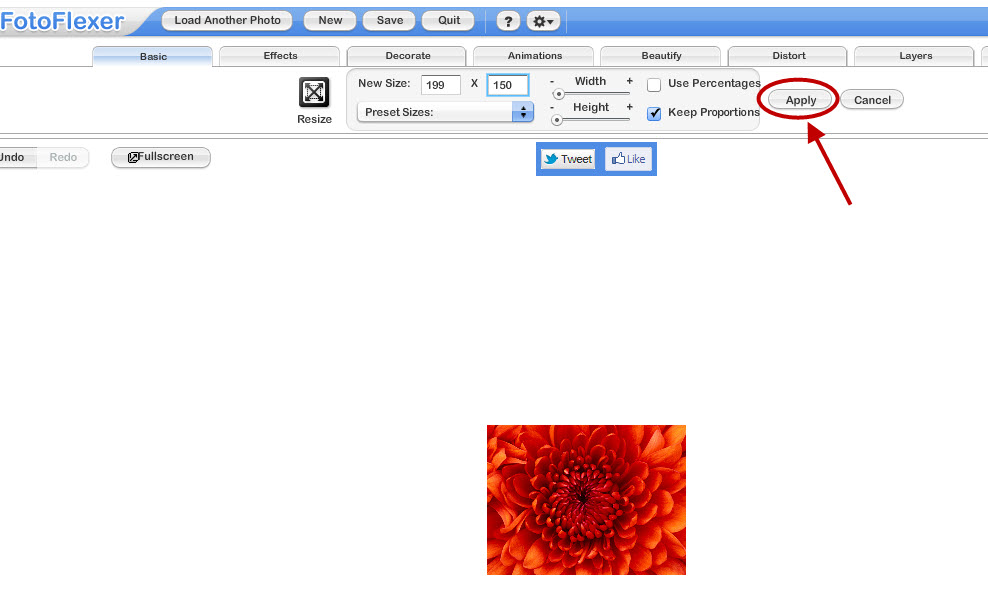 FotoFlexer Load Another Photo New Save Quit ?
Basic Effects Decorate Animations Beautify Distort Layers
New Size: 199 X 150 - Width + Use Percentages
Apply Cancel
Resize Preset Sizes: - Height + Keep Proportions
Undo Redo Fullscreen Tweet Like